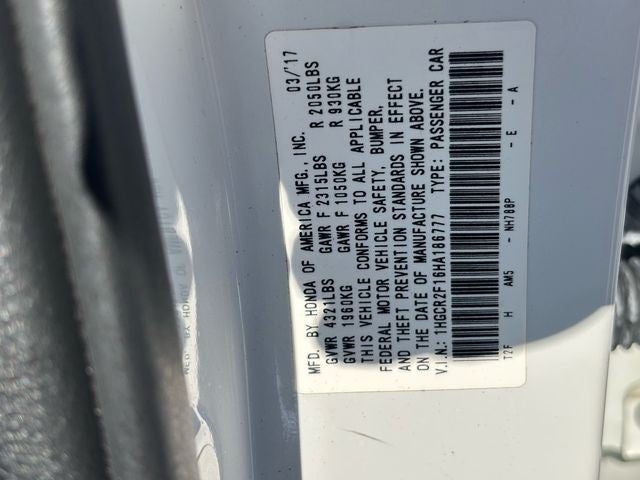 MFD. BY HONDA OF AMERICA MFG., INC. 03/'17
GVWR 4321LBS GAWR F 2315LBS R 2050LBS
GVWR 1960KG GAWR F 1050KG R 930KG
THIS VEHICLE CONFORMS TO ALL APPLICABLE
FEDERAL MOTOR VEHICLE SAFETY, BUMPER,
AND THEFT PREVENTION STANDARDS IN EFFECT
ON THE DATE OF MANUFACTURE SHOWN ABOVE.
V.I.N.: 1HGCR2F18HA186777 TYPE: PASSENGER CAR
T2F H AM5 - NH788P - E - A